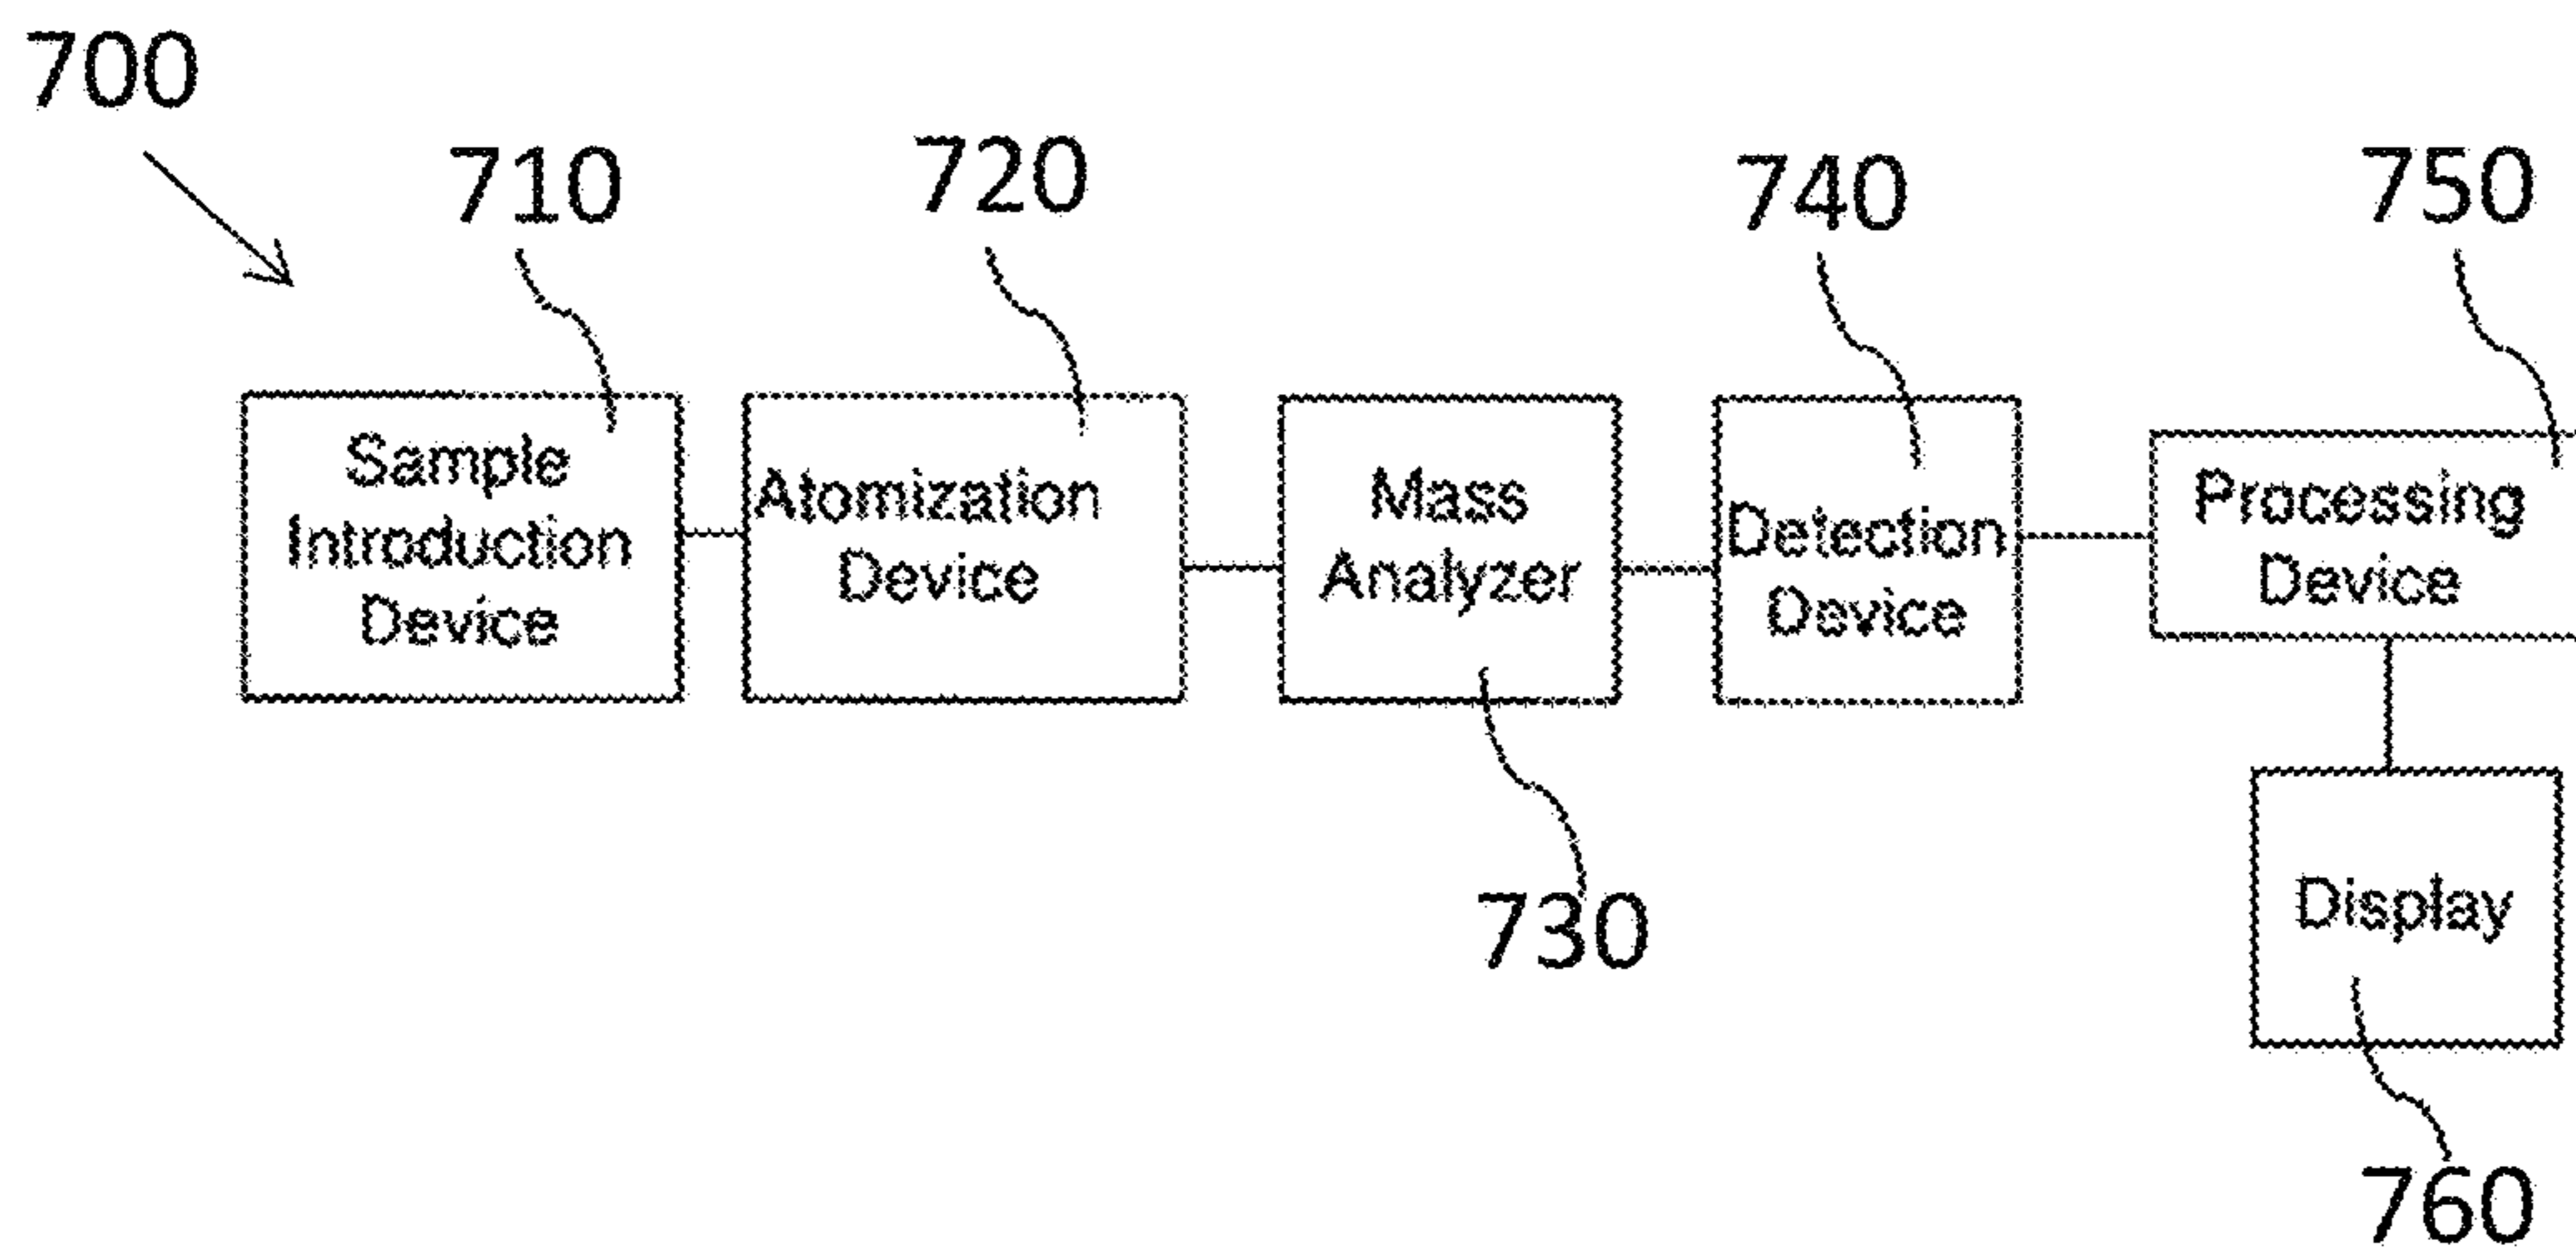 700
710
720
740
750
Sample
Introduction
Device
Atomization
Device
Mass
Analyzer
Detection
Device
Processing
Device
730
Display
760